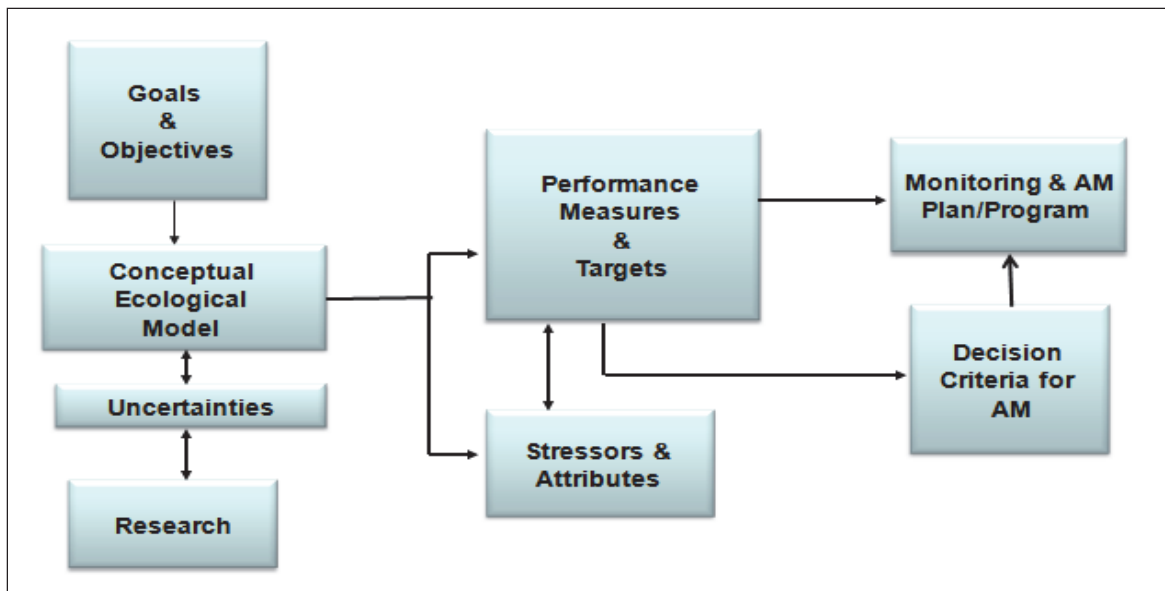 Goals
&
Objectives
Conceptual
Ecological
Model
Uncertainties
Research
Performance
Measures
&
Targets
Stressors &
Attributes
Monitoring & AM
Plan/Program
Decision
Criteria for
AM